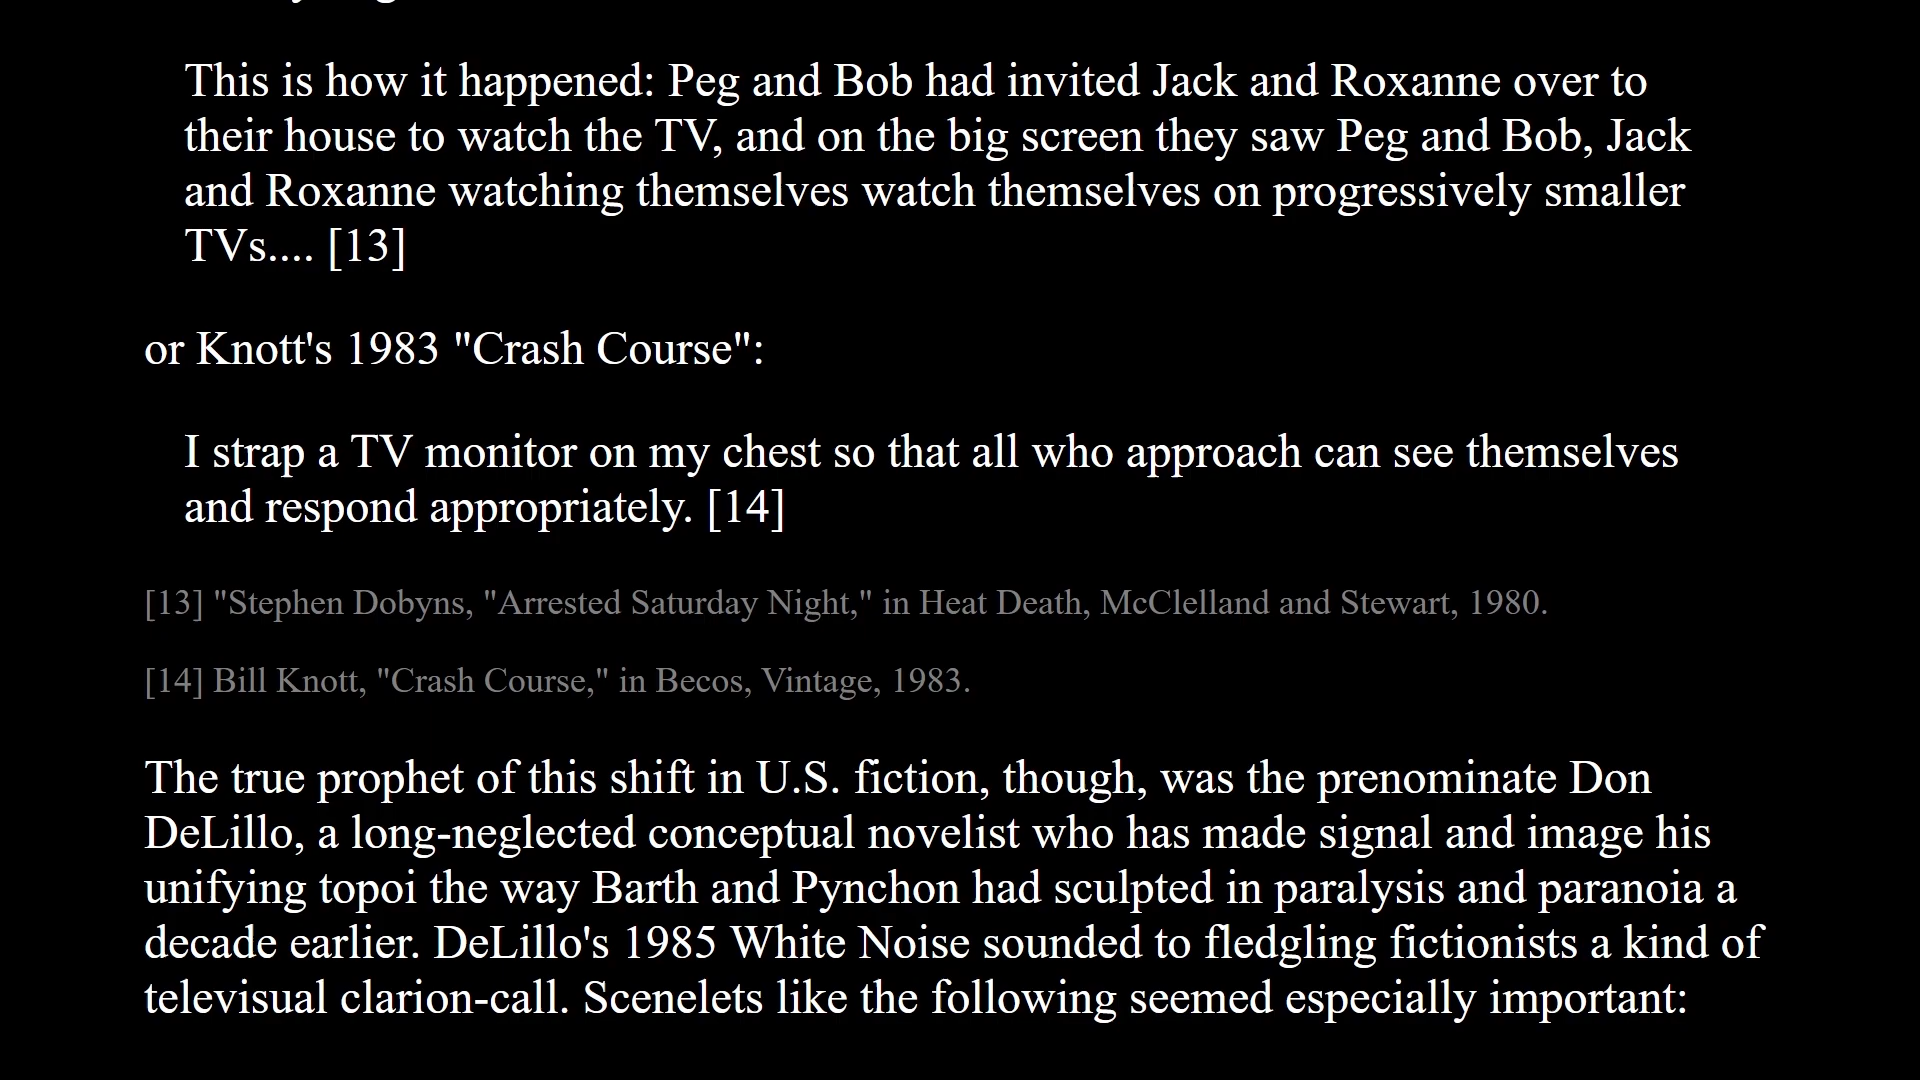 This is how it happened: Peg and Bob had invited Jack and Roxanne over to
their house to watch the TV, and on the big screen they saw Peg and Bob, Jack
and Roxanne watching themselves watch themselves on progressively smaller
TVs.... [13]
or Knott's 1983 "Crash Course":
I strap a TV monitor on my chest so that all who approach can see themselves
and respond appropriately. [14]
[13] "Stephen Dobyns, "Arrested Saturday Night," in Heat Death, McClelland and Stewart, 1980.
[14] Bill Knott, "Crash Course," in Becos, Vintage, 1983.
The true prophet of this shift in U.S. fiction, though, was the prenominate Don
DeLillo, a long-neglected conceptual novelist who has made signal and image his
unifying topoi the way Barth and Pynchon had sculpted in paralysis and paranoia a
decade earlier. DeLillo's 1985 White Noise sounded to fledgling fictionists a kind of
televisual clarion-call. Scenelets like the following seemed especially important: